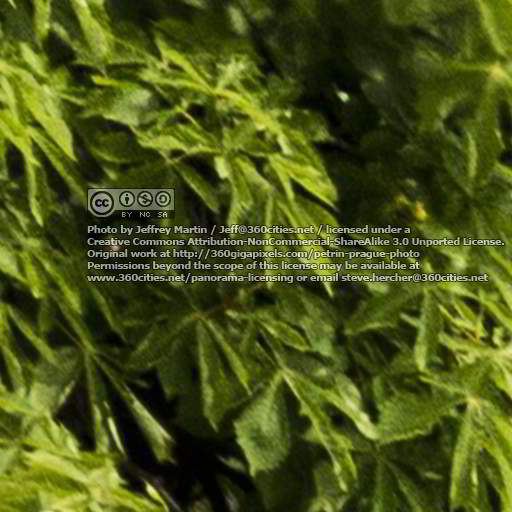 cc
BY NC SA
Photo by Jeffrey Martin / Jeff@360cities.net / licensed under a
Creative Commons Attribution-NonCommercial-ShareAlike 3.0 Unported License.
Original work at http://360gigapixels.com/petrin-prague-photo
Permissions beyond the scope of this license may be available at
www.360cities.net/panorama-licensing or email steve.hercher@360cities.net